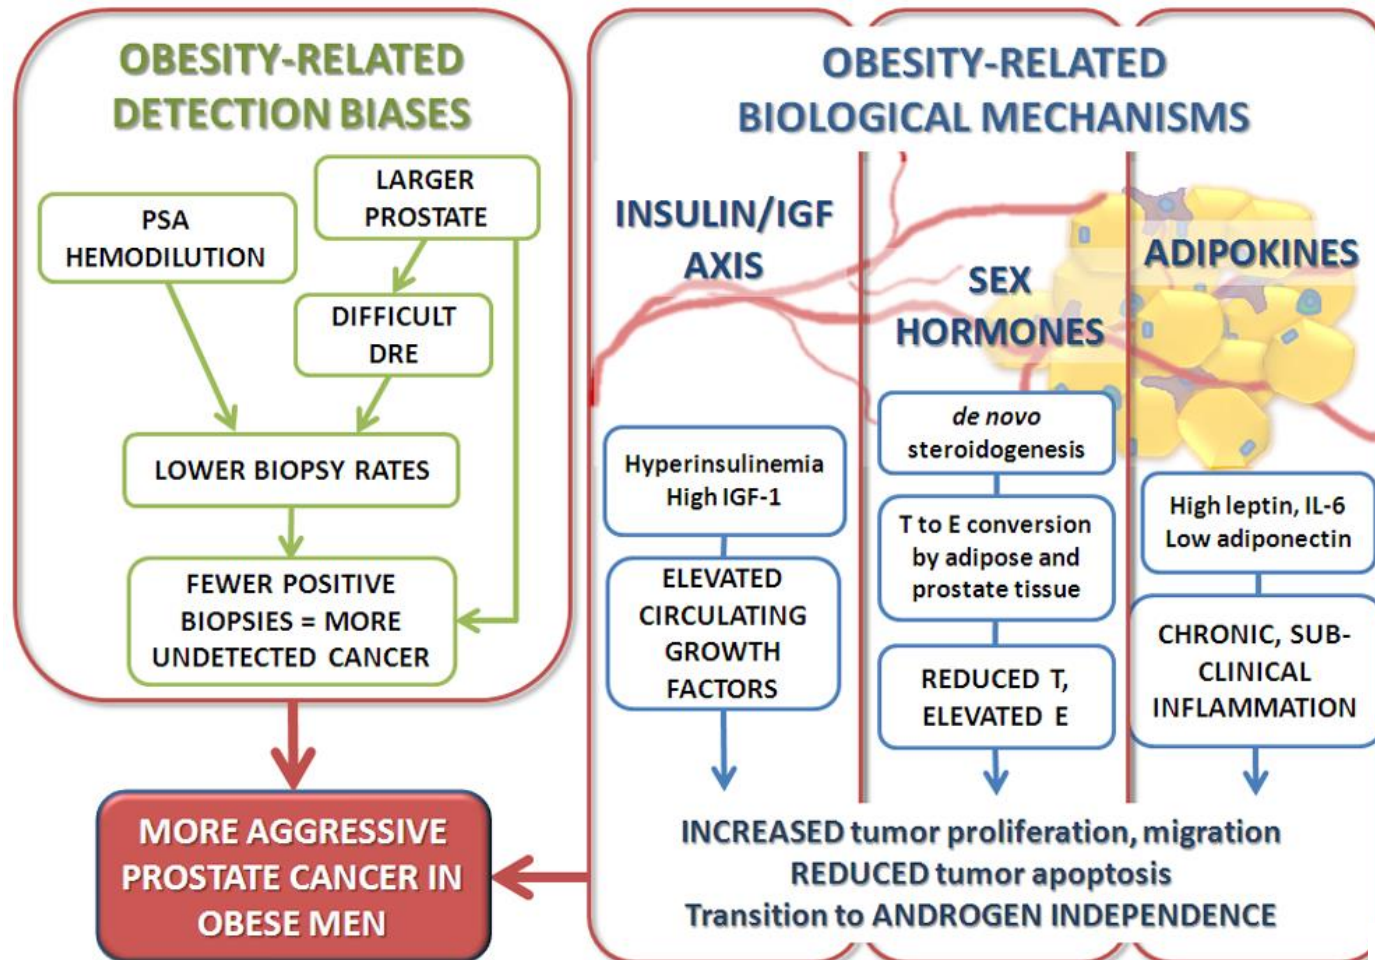 OBESITY-RELATED
DETECTION BIASES
PSA
HEMODILUTION
LARGER
PROSTATE
DIFFICULT
DRE
LOWER BIOPSY RATES
FEWER POSITIVE
BIOPSIES = MORE
UNDETECTED CANCER
MORE AGGRESSIVE
PROSTATE CANCER IN
OBESE MEN
OBESITY-RELATED
BIOLOGICAL MECHANISMS
INSULIN/IGF
AXIS
Hyperinsulinemia
High IGF-1
ELEVATED
CIRCULATING
GROWTH
FACTORS
SEX
HORMONES
de novo
steroidogenesis
T to E conversion
by adipose and
prostate tissue
REDUCED T,
ELEVATED E
ADIPOKINES
High leptin, IL-6
Low adiponectin
CHRONIC, SUB-
CLINICAL
INFLAMMATION
INCREASED tumor proliferation, migration
REDUCED tumor apoptosis
Transition to ANDROGEN INDEPENDENCE